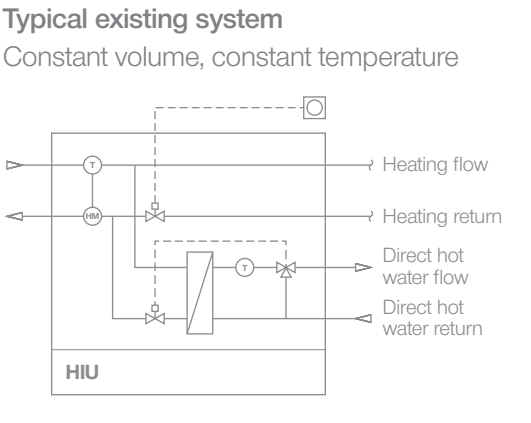 Typical existing system
Constant volume, constant temperature
T
Heating flow
HM
Heating return
T
Direct hot
water flow
Direct hot
water return
HIU